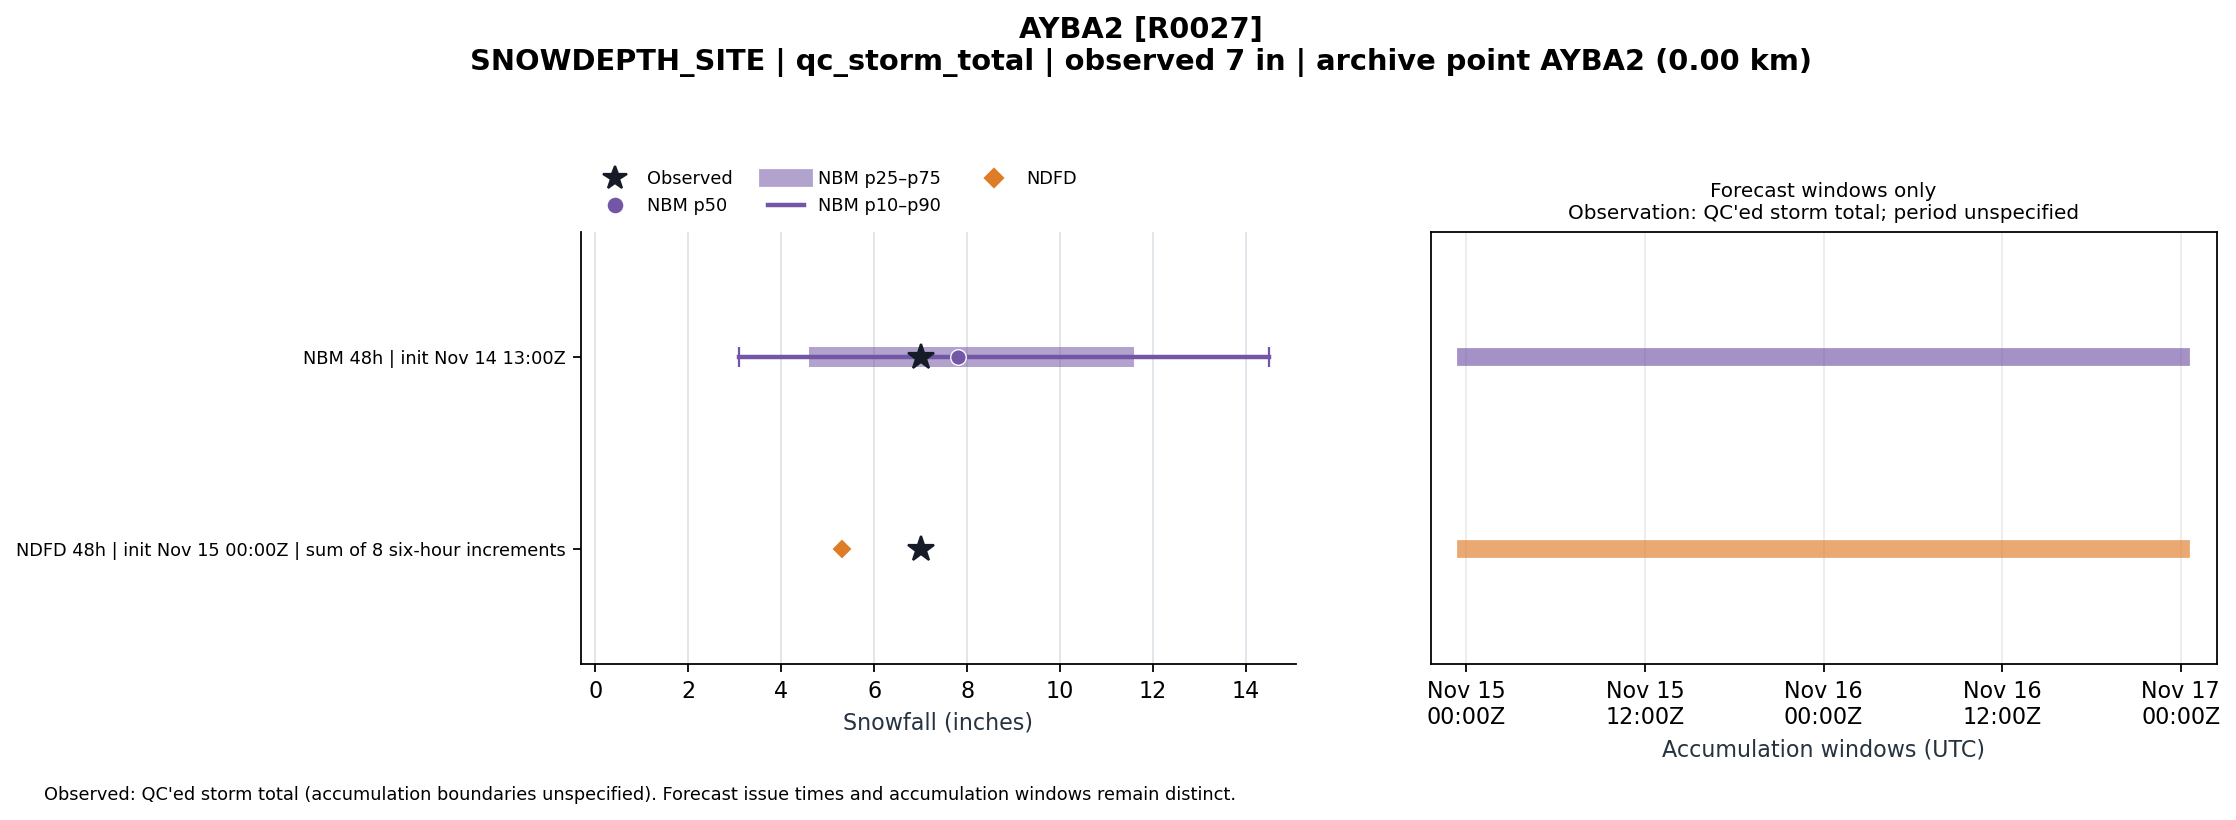 AYBA2 [R0027]
SNOWDEPTH_SITE | qc_storm_total | observed 7 in | archive point AYBA2 (0.00 km)
Observed
NBM p50
NBM p25–p75
NBM p10–p90
NDFD
Forecast windows only
Observation: QC'ed storm total; period unspecified
NBM 48h | init Nov 14 13:00Z
NDFD 48h | init Nov 15 00:00Z | sum of 8 six-hour increments
0 2 4 6 8 10 12 14
Snowfall (inches)
Nov 15 Nov 15 Nov 16 Nov 16 Nov 17
00:00Z 12:00Z 00:00Z 12:00Z 00:00Z
Accumulation windows (UTC)
Observed: QC'ed storm total (accumulation boundaries unspecified). Forecast issue times and accumulation windows remain distinct.